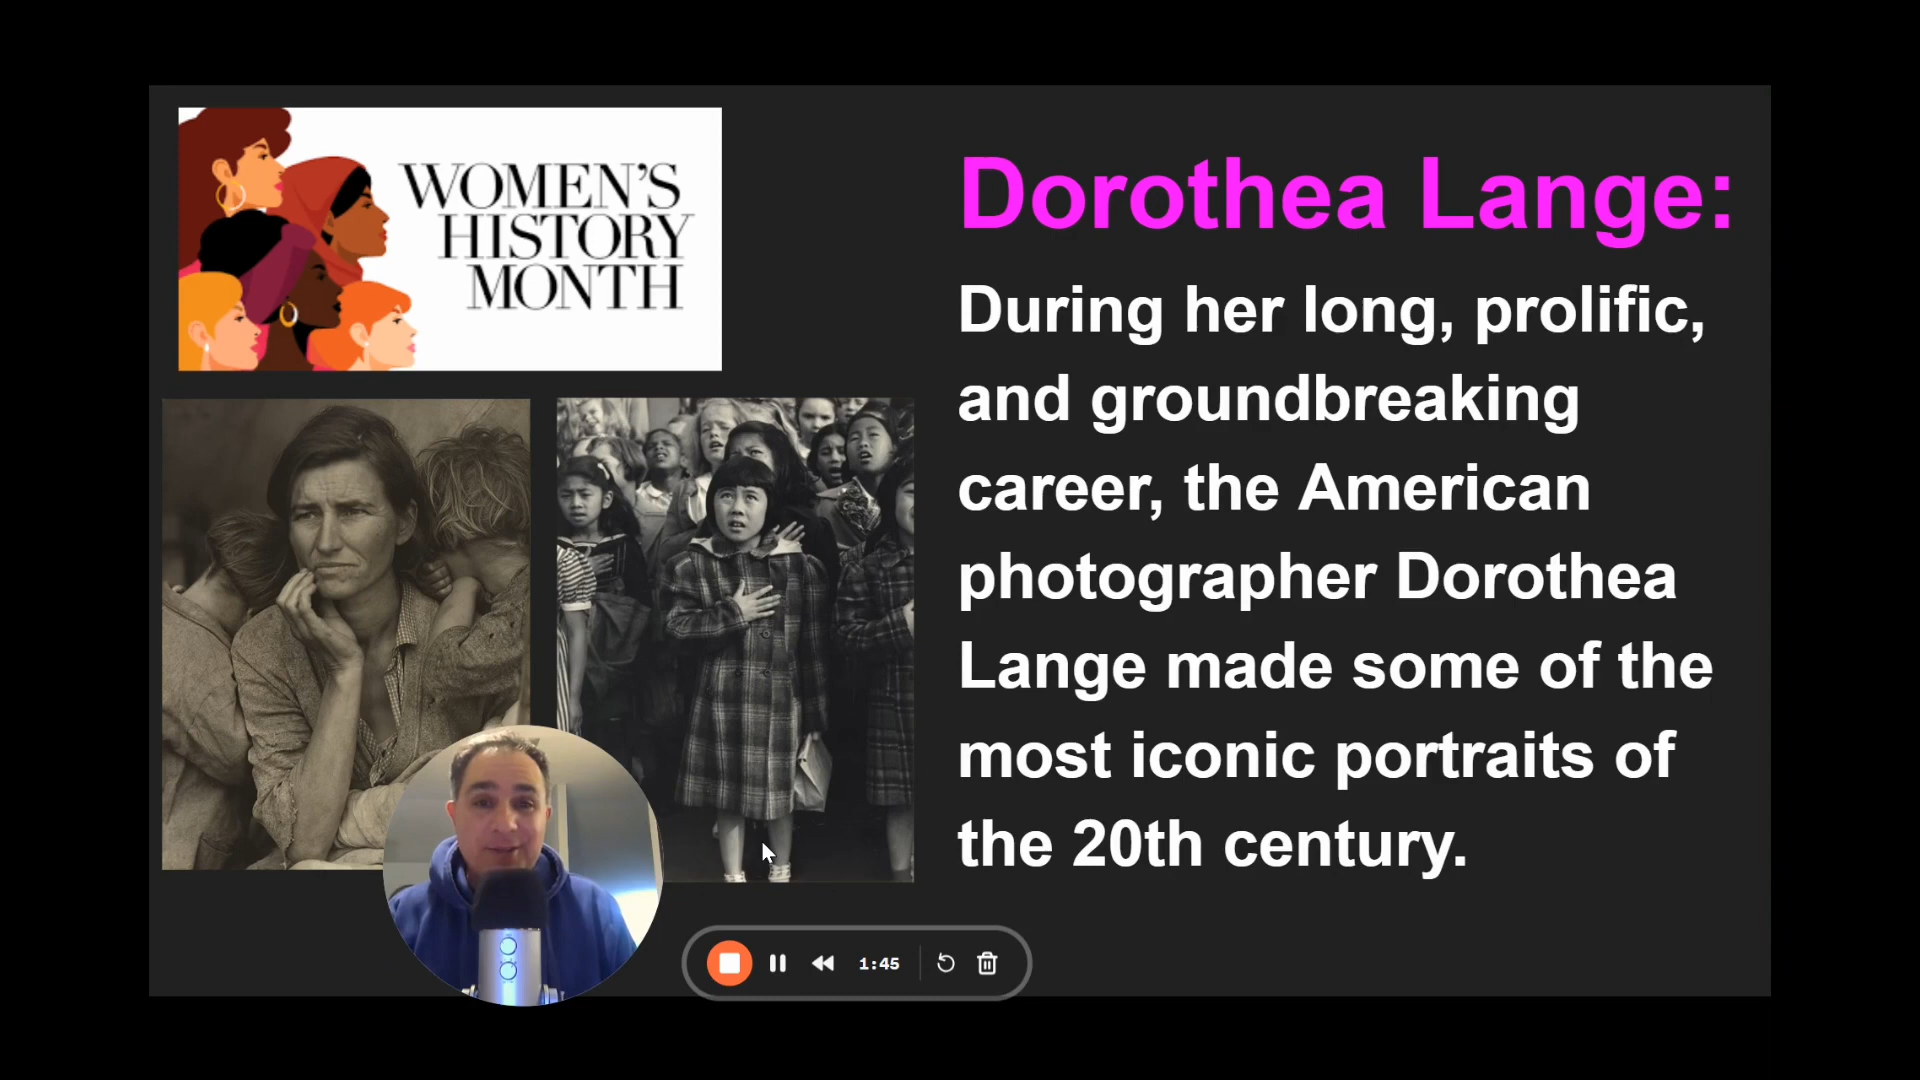 WOMEN'S
HISTORY
MONTH
Dorothea Lange:
During her long, prolific,
and groundbreaking
career, the American
photographer Dorothea
Lange made some of the
most iconic portraits of
the 20th century.
1:45